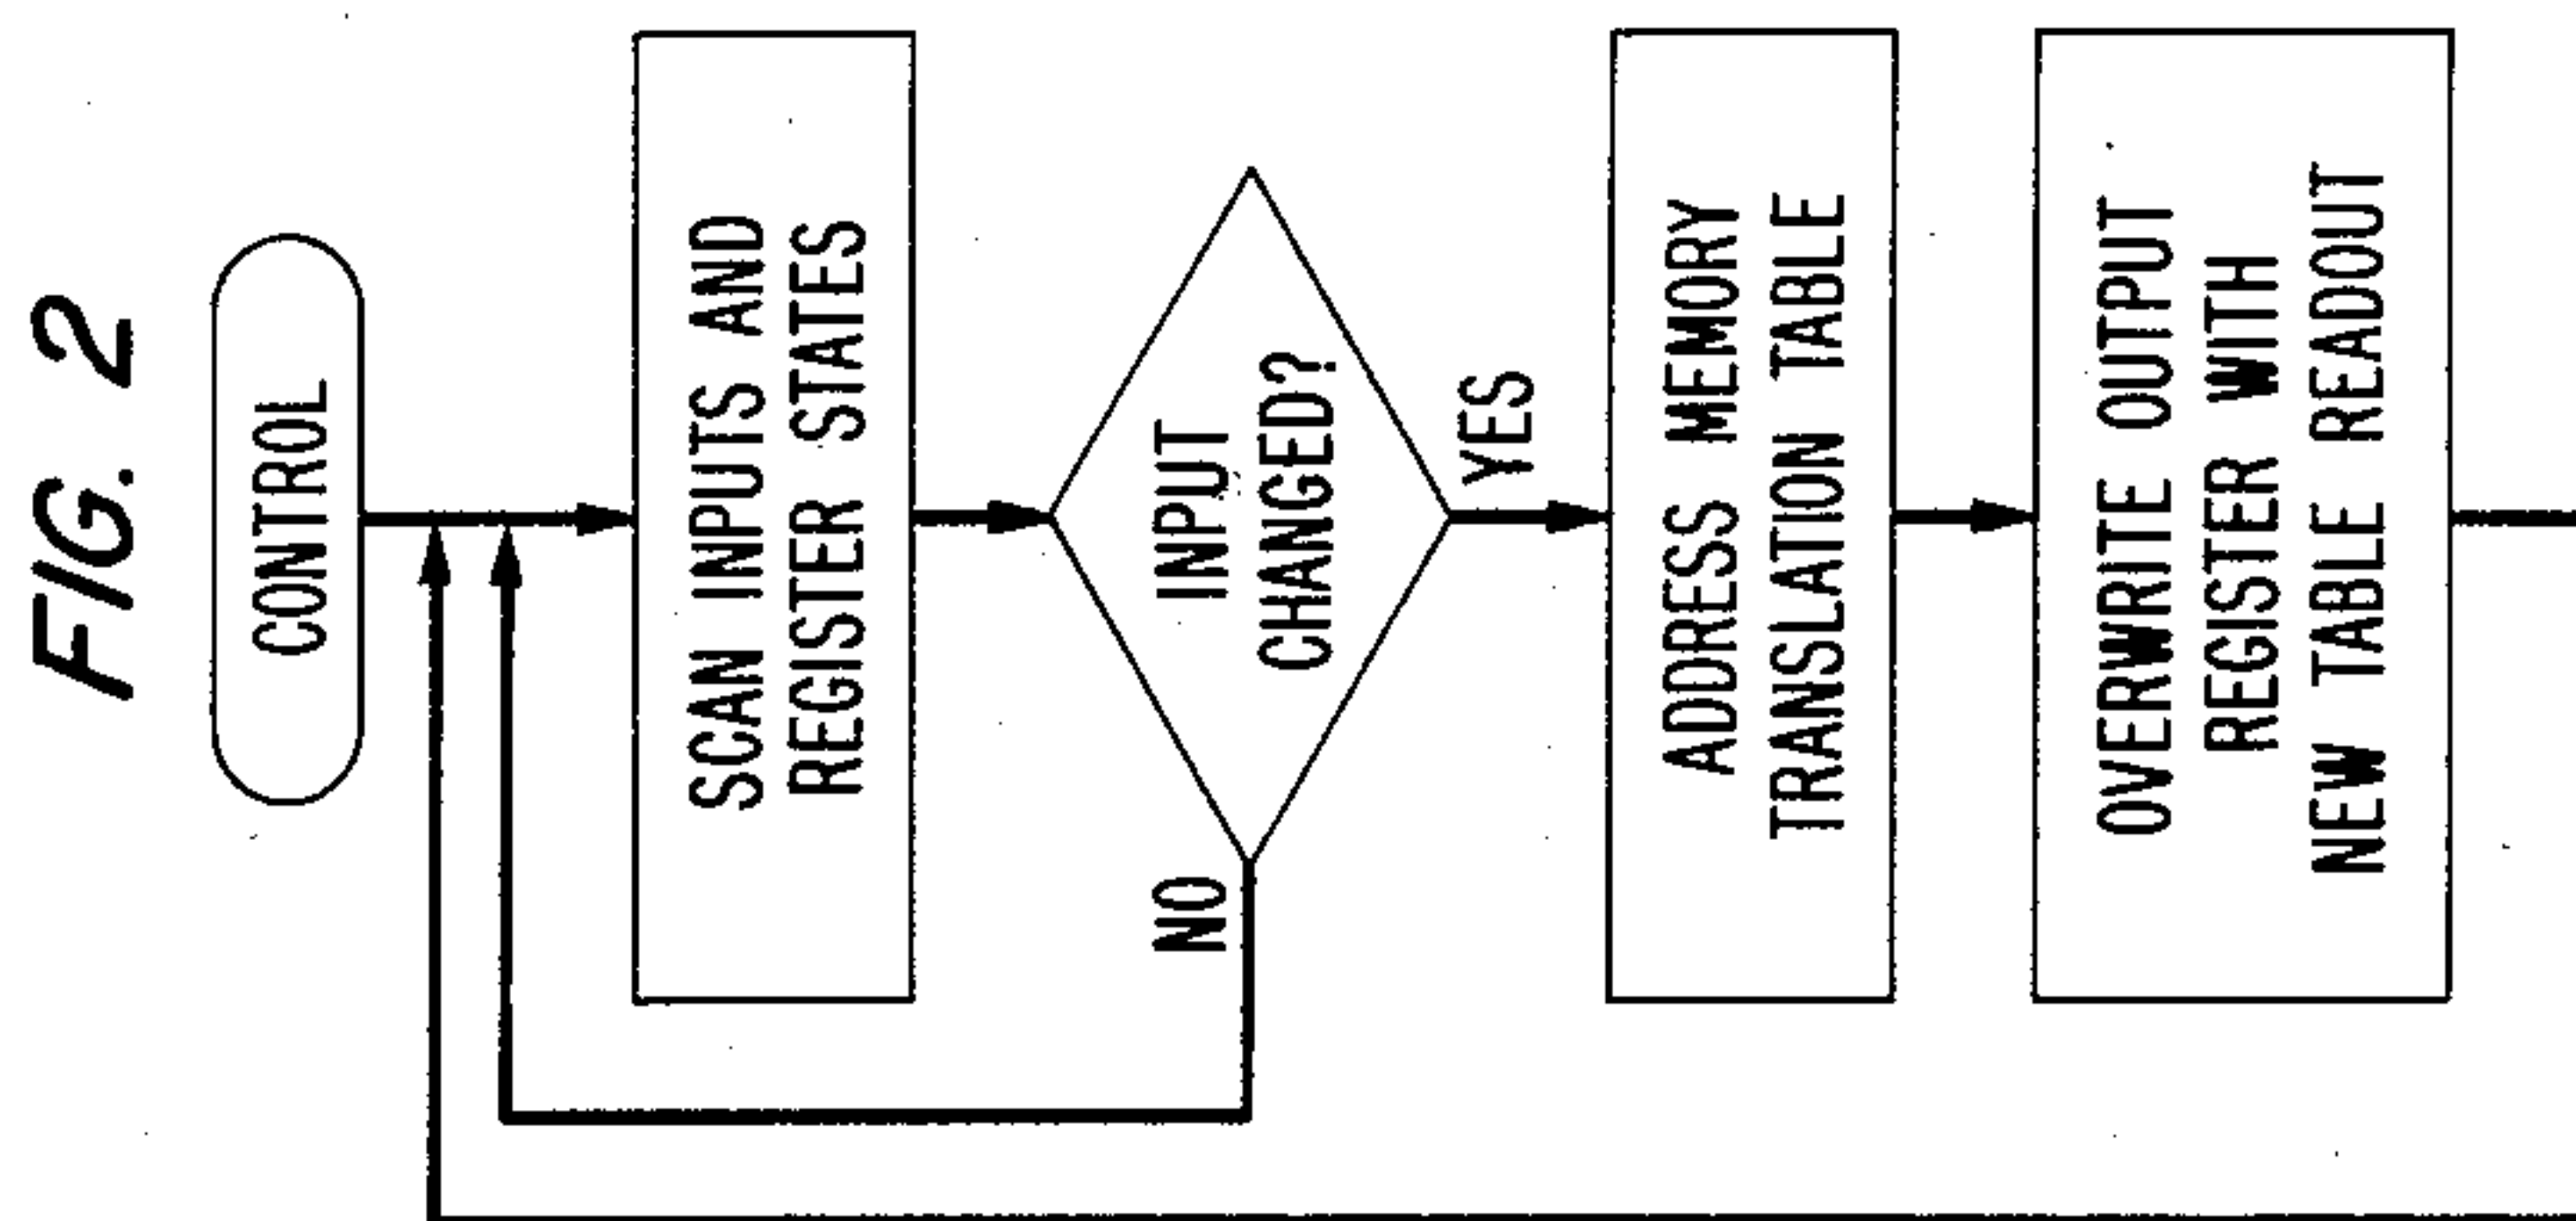 FIG. 2
CONTROL
SCAN INPUTS AND
REGISTER STATES
INPUT
CHANGED?
NO
YES
ADDRESS MEMORY
TRANSLATION TABLE
OVERWRITE OUTPUT
REGISTER WITH
NEW TABLE READOUT